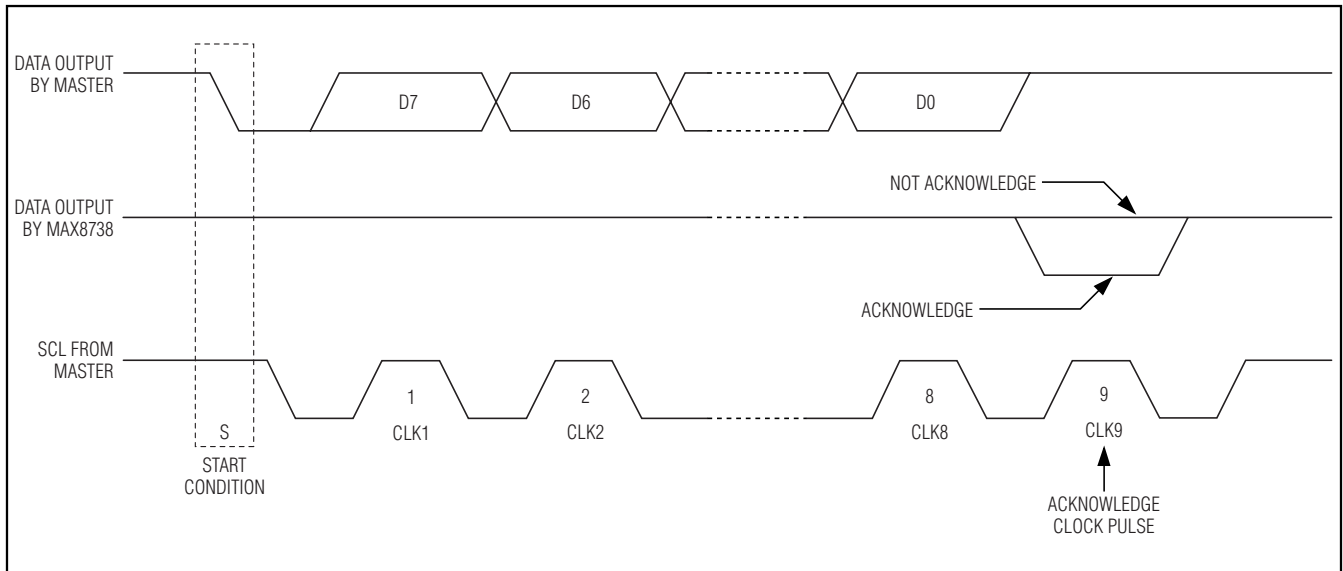 DATA OUTPUT
BY MASTER
D7
D6
D0
NOT ACKNOWLEDGE
DATA OUTPUT
BY MAX8738
ACKNOWLEDGE
SCL FROM
MASTER
1
2
8
9
S
CLK1
CLK2
CLK8
CLK9
START
CONDITION
ACKNOWLEDGE
CLOCK PULSE